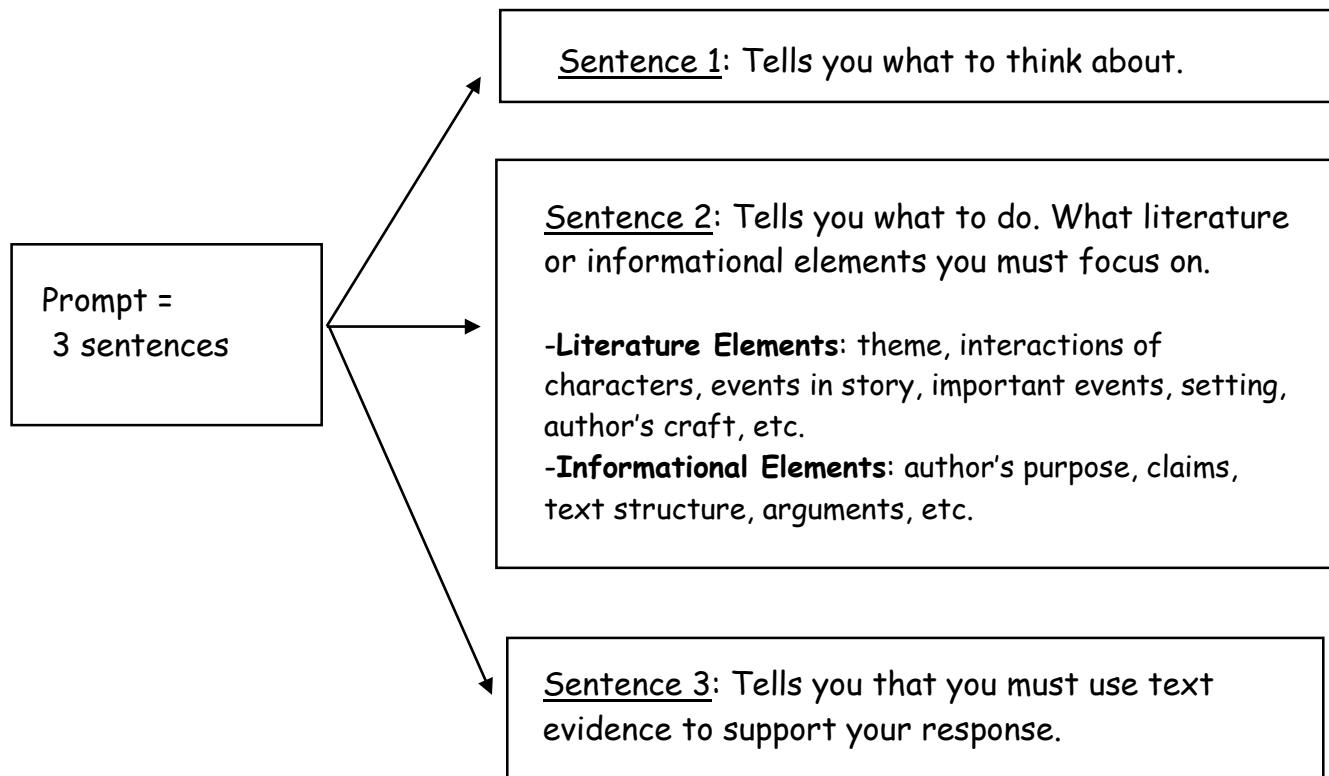 Prompt =
3 sentences
Sentence 1: Tells you what to think about.
Sentence 2: Tells you what to do. What literature
or informational elements you must focus on.
-Literature Elements: theme, interactions of
characters, events in story, important events, setting,
author's craft, etc.
-Informational Elements: author's purpose, claims,
text structure, arguments, etc.
Sentence 3: Tells you that you must use text
evidence to support your response.